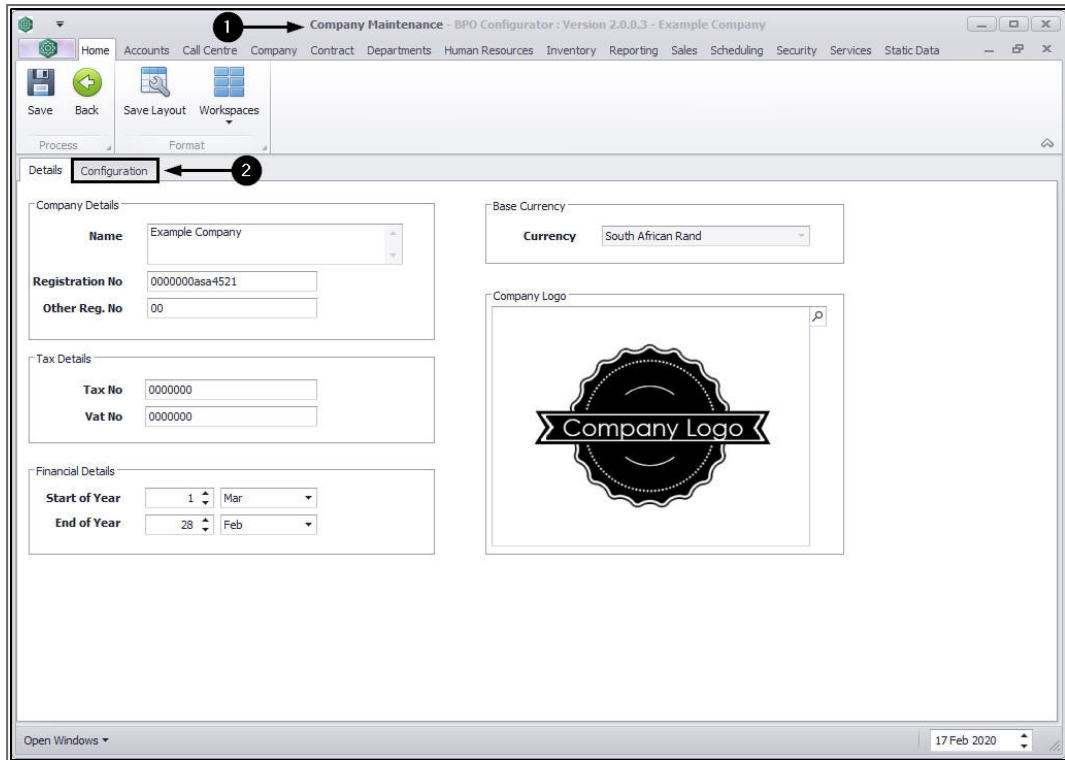 1
Company Maintenance - BPO Configurator : Version 2.0.0.3 - Example Company
Home Accounts Call Centre Company Contract Departments Human Resources Inventory Reporting Sales Scheduling Security Services Static Data
Save Back Save Layout Workspaces
Process Format
Details Configuration 2
Company Details
Name Example Company
Registration No 0000000asa4521
Other Reg. No 00
Tax Details
Tax No 0000000
Vat No 0000000
Financial Details
Start of Year 1 Mar
End of Year 28 Feb
Base Currency
Currency South African Rand
Company Logo
Company Logo
Open Windows 17 Feb 2020